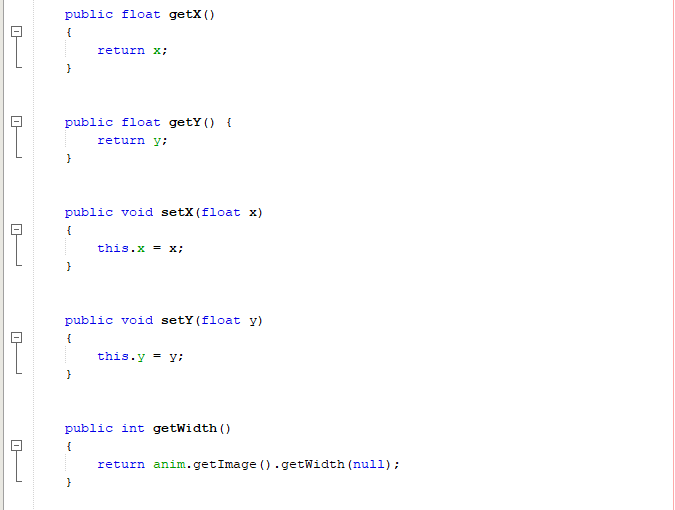 public float getX()
{
return x;
}
public float getY() {
return y;
}
public void setX(float x)
{
this.x = x;
}
public void setY(float y)
{
this.y = y;
}
public int getWidth()
{
return anim.getImage().getWidth(null);
}